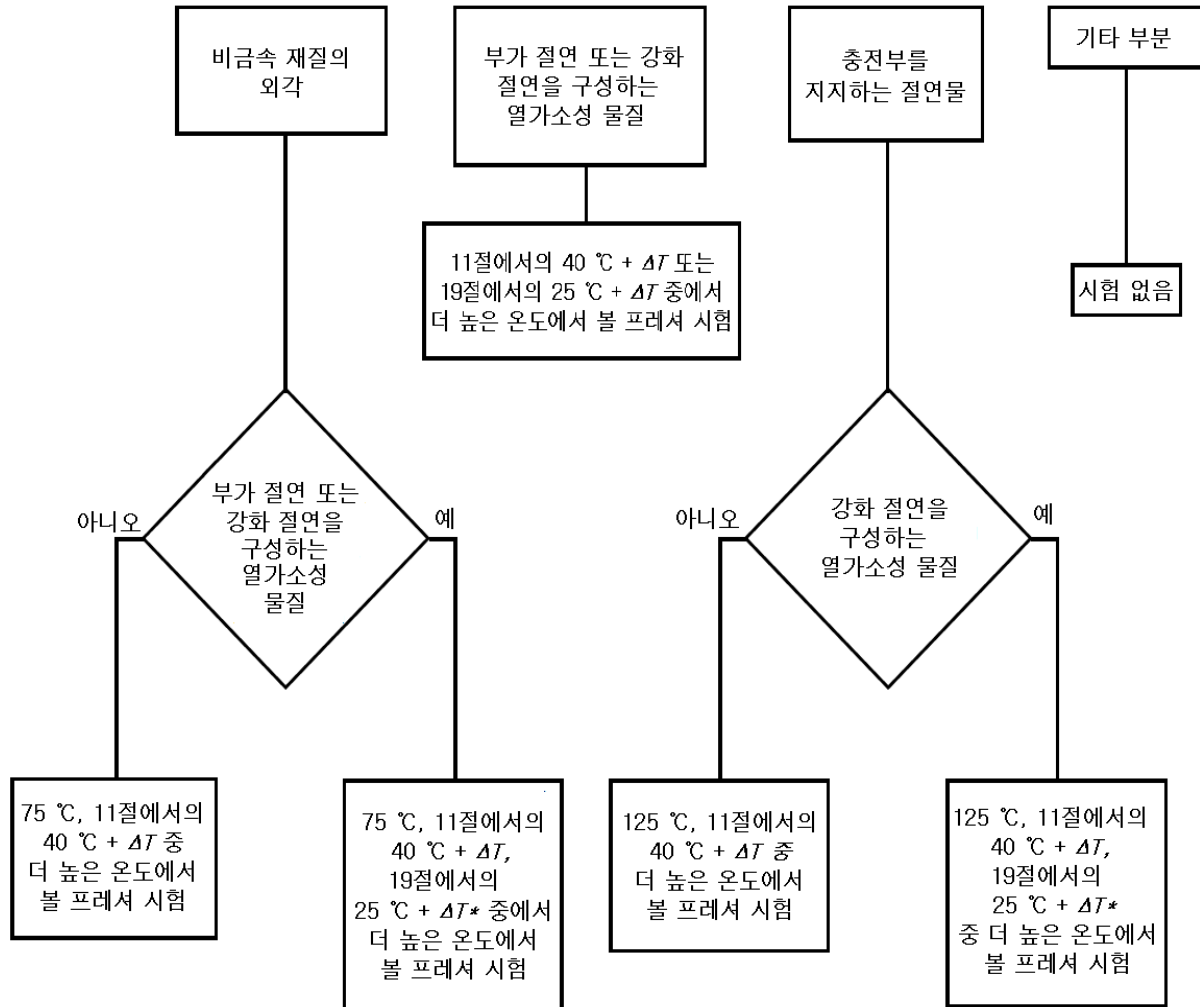 비금속 재질의
외각
부가 절연 또는 강화
절연을 구성하는
열가소성 물질
충전부를
지지하는 절연물
기타 부분
11절에서의 40 ℃ + ΔT 또는
19절에서의 25 ℃ + ΔT 중에서
더 높은 온도에서 볼 프레셔 시험
시험 없음
부가 절연 또는
강화 절연을
구성하는
열가소성
물질
아니오
예
강화 절연을
구성하는
열가소성 물질
아니오
예
75 ℃, 11절에서의
40 ℃ + ΔT 중
더 높은 온도에서
볼 프레셔 시험
75 ℃, 11절에서의
40 ℃ + ΔT,
19절에서의
25 ℃ + ΔT* 중에서
더 높은 온도에서
볼 프레셔 시험
125 ℃, 11절에서의
40 ℃ + ΔT 중
더 높은 온도에서
볼 프레셔 시험
125 ℃, 11절에서의
40 ℃ + ΔT,
19절에서의
25 ℃ + ΔT*
중 더 높은 온도에서
볼 프레셔 시험